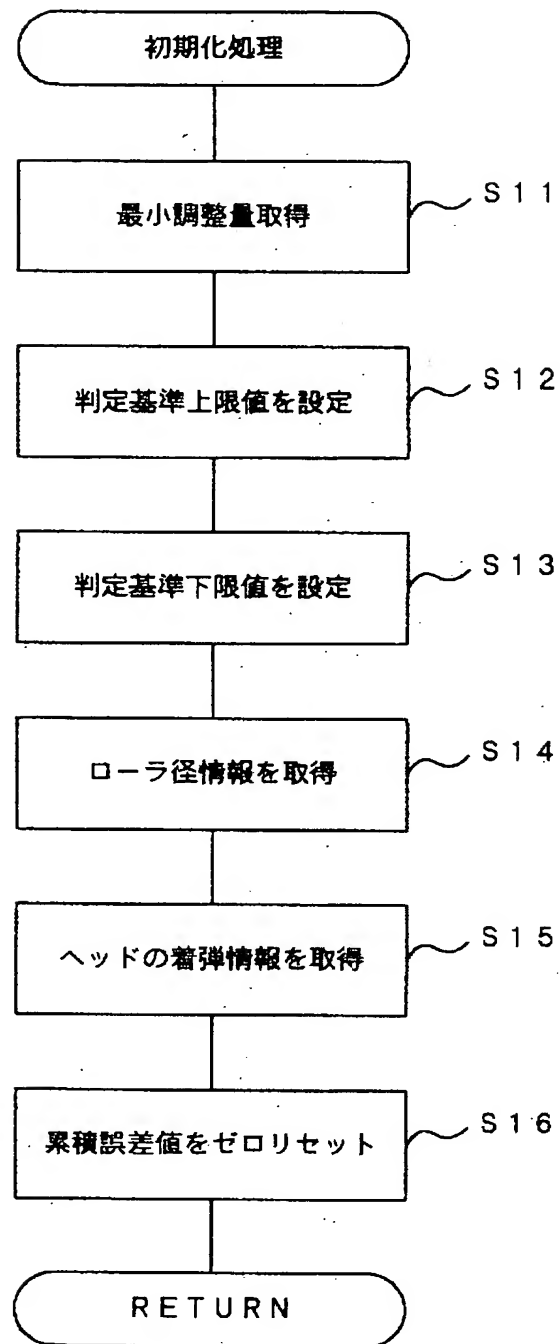 初期化処理
最小調整量取得
S11
判定基準上限値を設定
S12
判定基準下限値を設定
S13
ローラ径情報を取得
S14
ヘッドの着弾情報を取得
S15
累積誤差値をゼロリセット
S16
RETURN